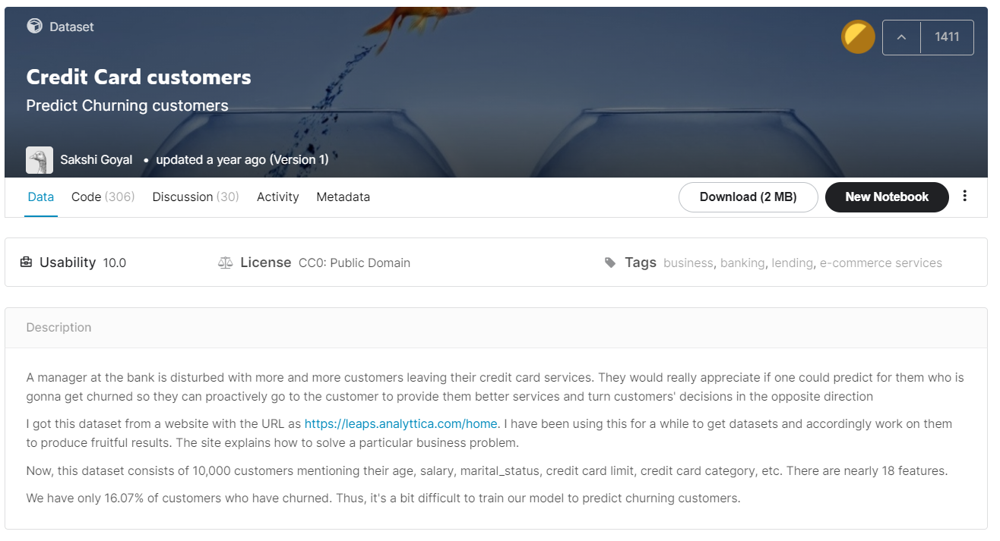 Dataset
1411
Credit Card customers
Predict Churning customers
Sakshi Goyal • updated a year ago (Version 1)
Data Code (306) Discussion (30) Activity Metadata Download (2 MB) New Notebook
Usability 10.0 License CC0: Public Domain Tags business, banking, lending, e-commerce services
Description
A manager at the bank is disturbed with more and more customers leaving their credit card services. They would really appreciate if one could predict for them who is
gonna get churned so they can proactively go to the customer to provide them better services and turn customers' decisions in the opposite direction
I got this dataset from a website with the URL as https://leaps.analyttica.com/home. I have been using this for a while to get datasets and accordingly work on them
to produce fruitful results. The site explains how to solve a particular business problem.
Now, this dataset consists of 10,000 customers mentioning their age, salary, marital_status, credit card limit, credit card category, etc. There are nearly 18 features.
We have only 16.07% of customers who have churned. Thus, it's a bit difficult to train our model to predict churning customers.